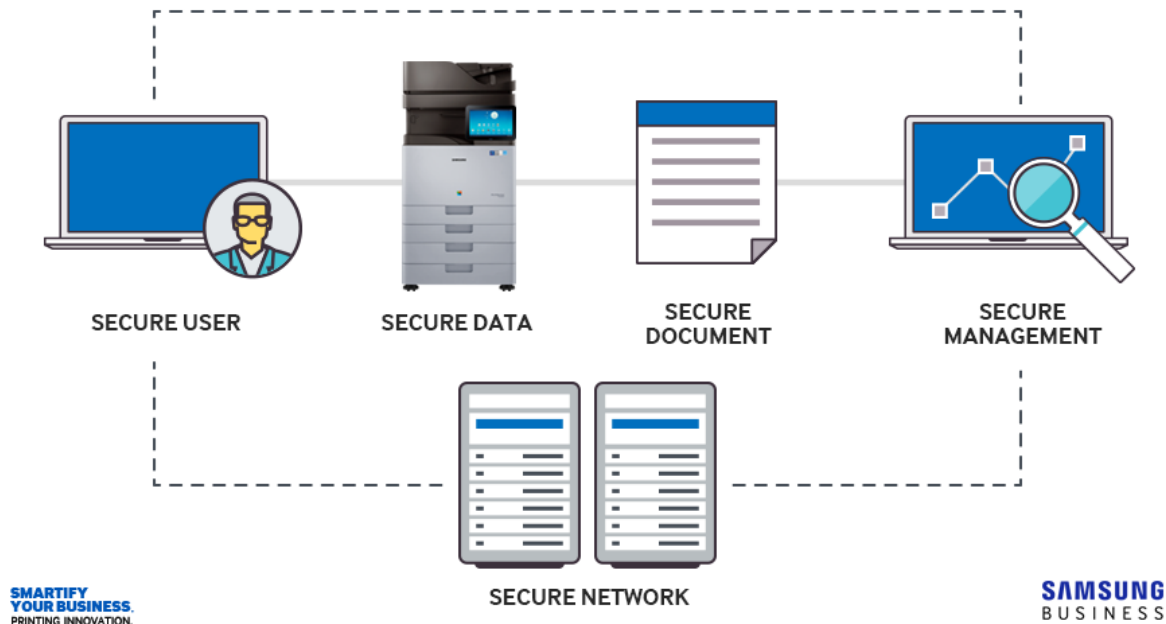 SECURE USER
SECURE DATA
SECURE
DOCUMENT
SECURE
MANAGEMENT
SECURE NETWORK
SMARTIFY
YOUR BUSINESS.
PRINTING INNOVATION.
SAMSUNG
BUSINESS